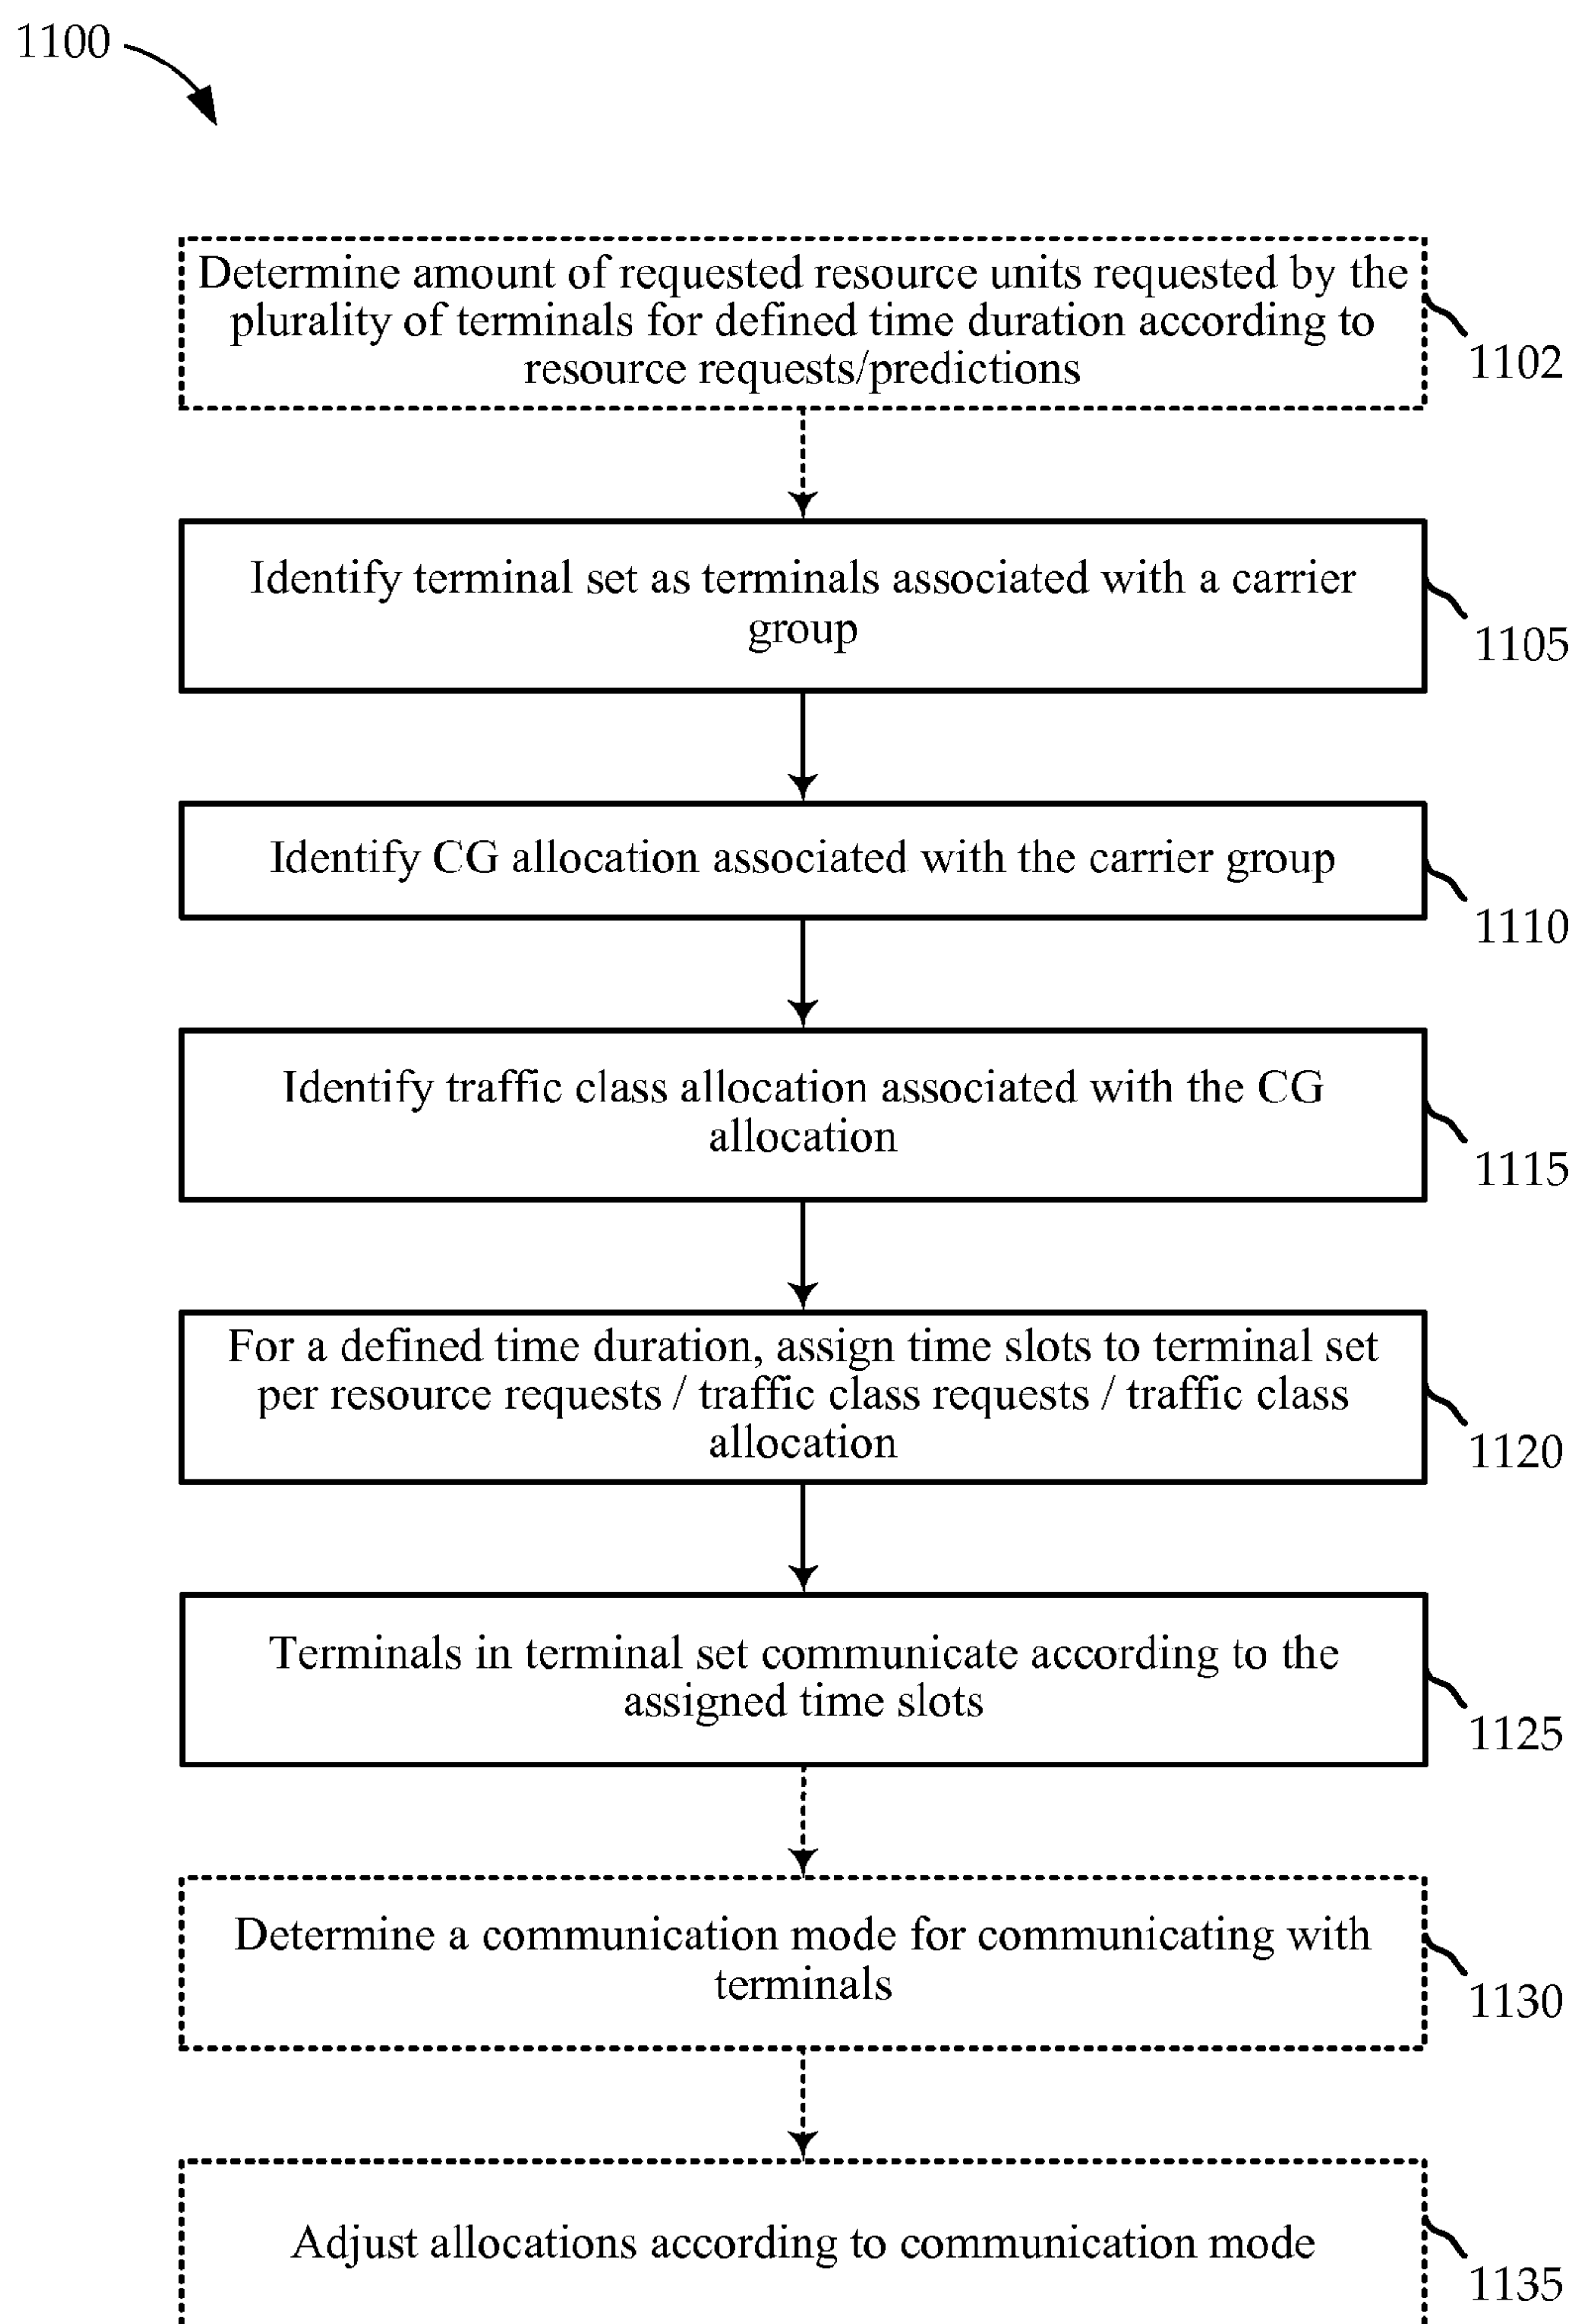 1100
Determine amount of requested resource units requested by the
plurality of terminals for defined time duration according to
resource requests/predictions
1102
Identify terminal set as terminals associated with a carrier
group
1105
Identify CG allocation associated with the carrier group
1110
Identify traffic class allocation associated with the CG
allocation
1115
For a defined time duration, assign time slots to terminal set
per resource requests / traffic class requests / traffic class
allocation
1120
Terminals in terminal set communicate according to the
assigned time slots
1125
Determine a communication mode for communicating with
terminals
1130
Adjust allocations according to communication mode
1135